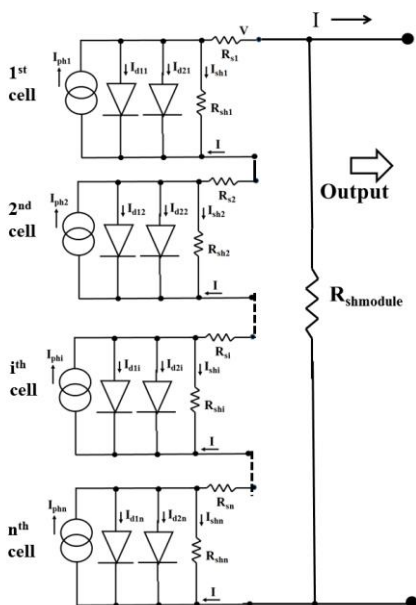 I
V
1st
cell
Iph1
Id11
Id21
Rs1
Ish1
Rsh1
I
2nd
cell
Iph2
Id12
Id22
Rs2
Ish2
Rsh2
I
Output
Rshmodule
ith
cell
Iphi
Id1i
Id2i
Rsi
Ishi
Rshi
I
nth
cell
Iphn
Id1n
Id2n
Rsn
Ishn
Rshn
I